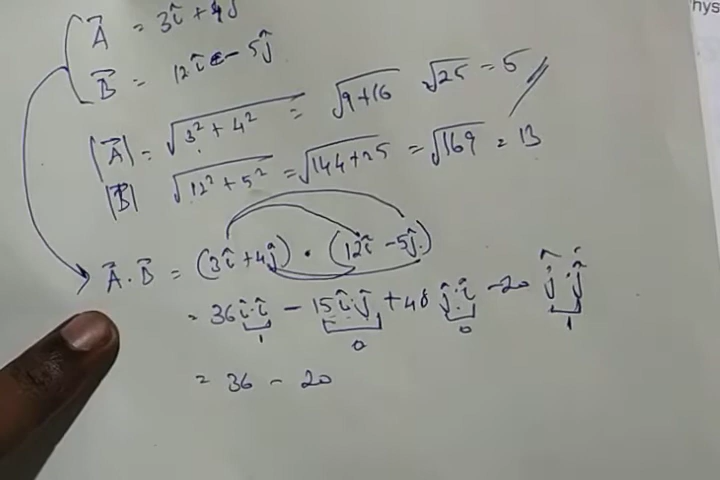 hys
A⃗ = 3î + 4ĵ
B⃗ = 12î - 5ĵ
|A⃗| = √3² + 4² = √9+16 √25 = 5
|B⃗| √12² + 5² = √144+25 = √169 = 13
A⃗ . B⃗ = (3î + 4ĵ) • (12î - 5ĵ)
= 36 î.î - 15 î.ĵ + 48 ĵ.î - 20 ĵ.ĵ
1 0 0 1
= 36 - 20